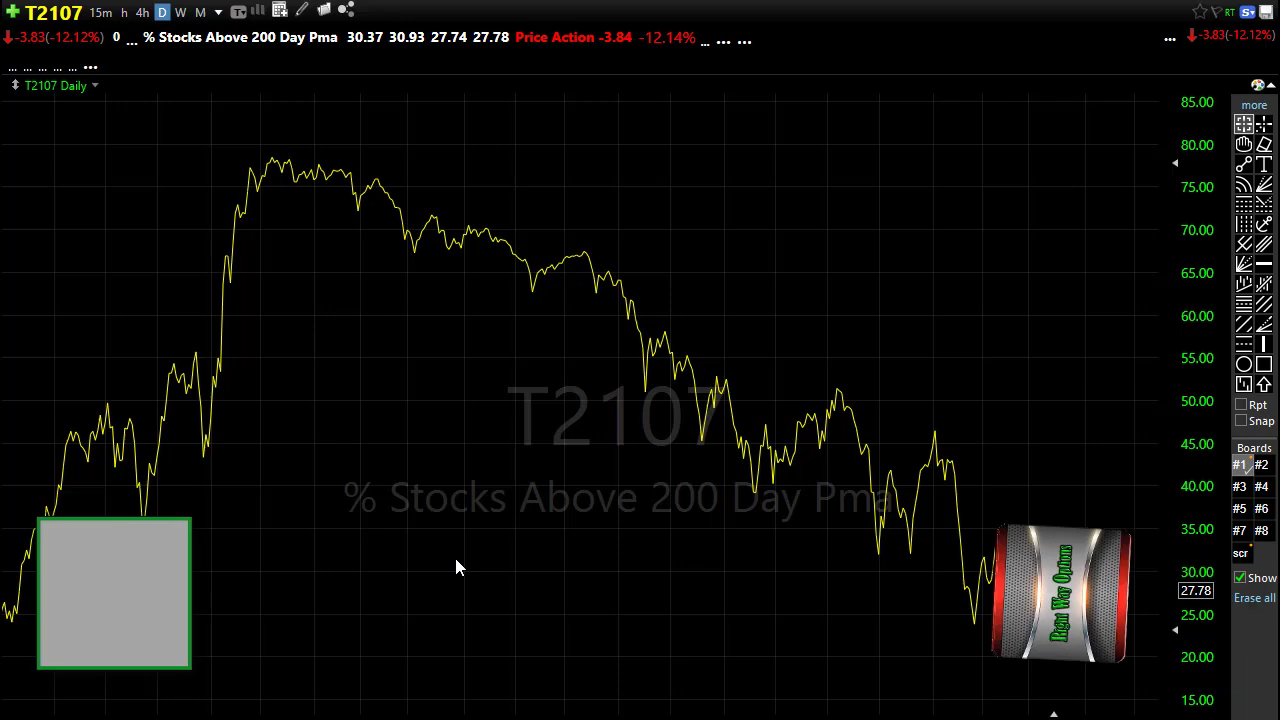 T2107 15m h 4h D W M T RT S
-3.83(-12.12%) 0 ... % Stocks Above 200 Day Pma 30.37 30.93 27.74 27.78 Price Action -3.84 -12.14% ... ... ... ... -3.83(-12.12%)
... ... ... ... ... ...
T2107 Daily
more
85.00
80.00
75.00
70.00
65.00
60.00
55.00
50.00
45.00
40.00
35.00
30.00
27.78
25.00
20.00
15.00
T2107
% Stocks Above 200 Day Pma
Right Way Options
T
Rpt
Snap
Boards
#1 #2
#3 #4
#5 #6
#7 #8
scr
Show
Erase all